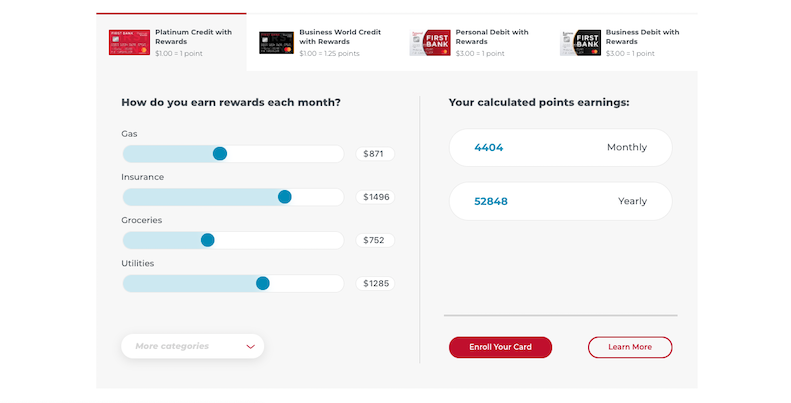 Platinum Credit with
Rewards
$1.00 = 1 point
Business World Credit
with Rewards
$1.00 = 1.25 points
FIRST
BANK
Personal Debit with
Rewards
$3.00 = 1 point
FIRST
BANK
Business Debit with
Rewards
$3.00 = 1 point
How do you earn rewards each month?
Gas
$871
Insurance
$1496
Groceries
$752
Utilities
$1285
More categories
Your calculated points earnings:
4404 Monthly
52848 Yearly
Enroll Your Card
Learn More